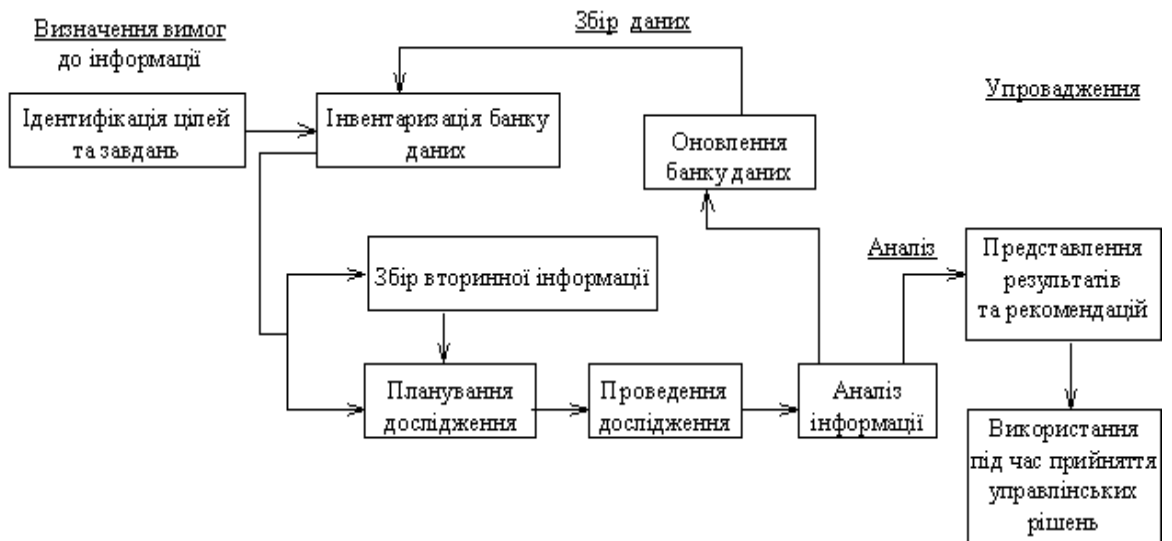 Визначення вимог
до інформації
Збір даних
Упровадження
Ідентифікація цілей
та завдань
Інвентаризація банку
даних
Оновлення
банку даних
Збір вторинної інформації
Аналіз
Представлення
результатів
та рекомендацій
Планування
дослідження
Проведення
дослідження
Аналіз
інформації
Використання
під час прийняття
управлінських
рішень